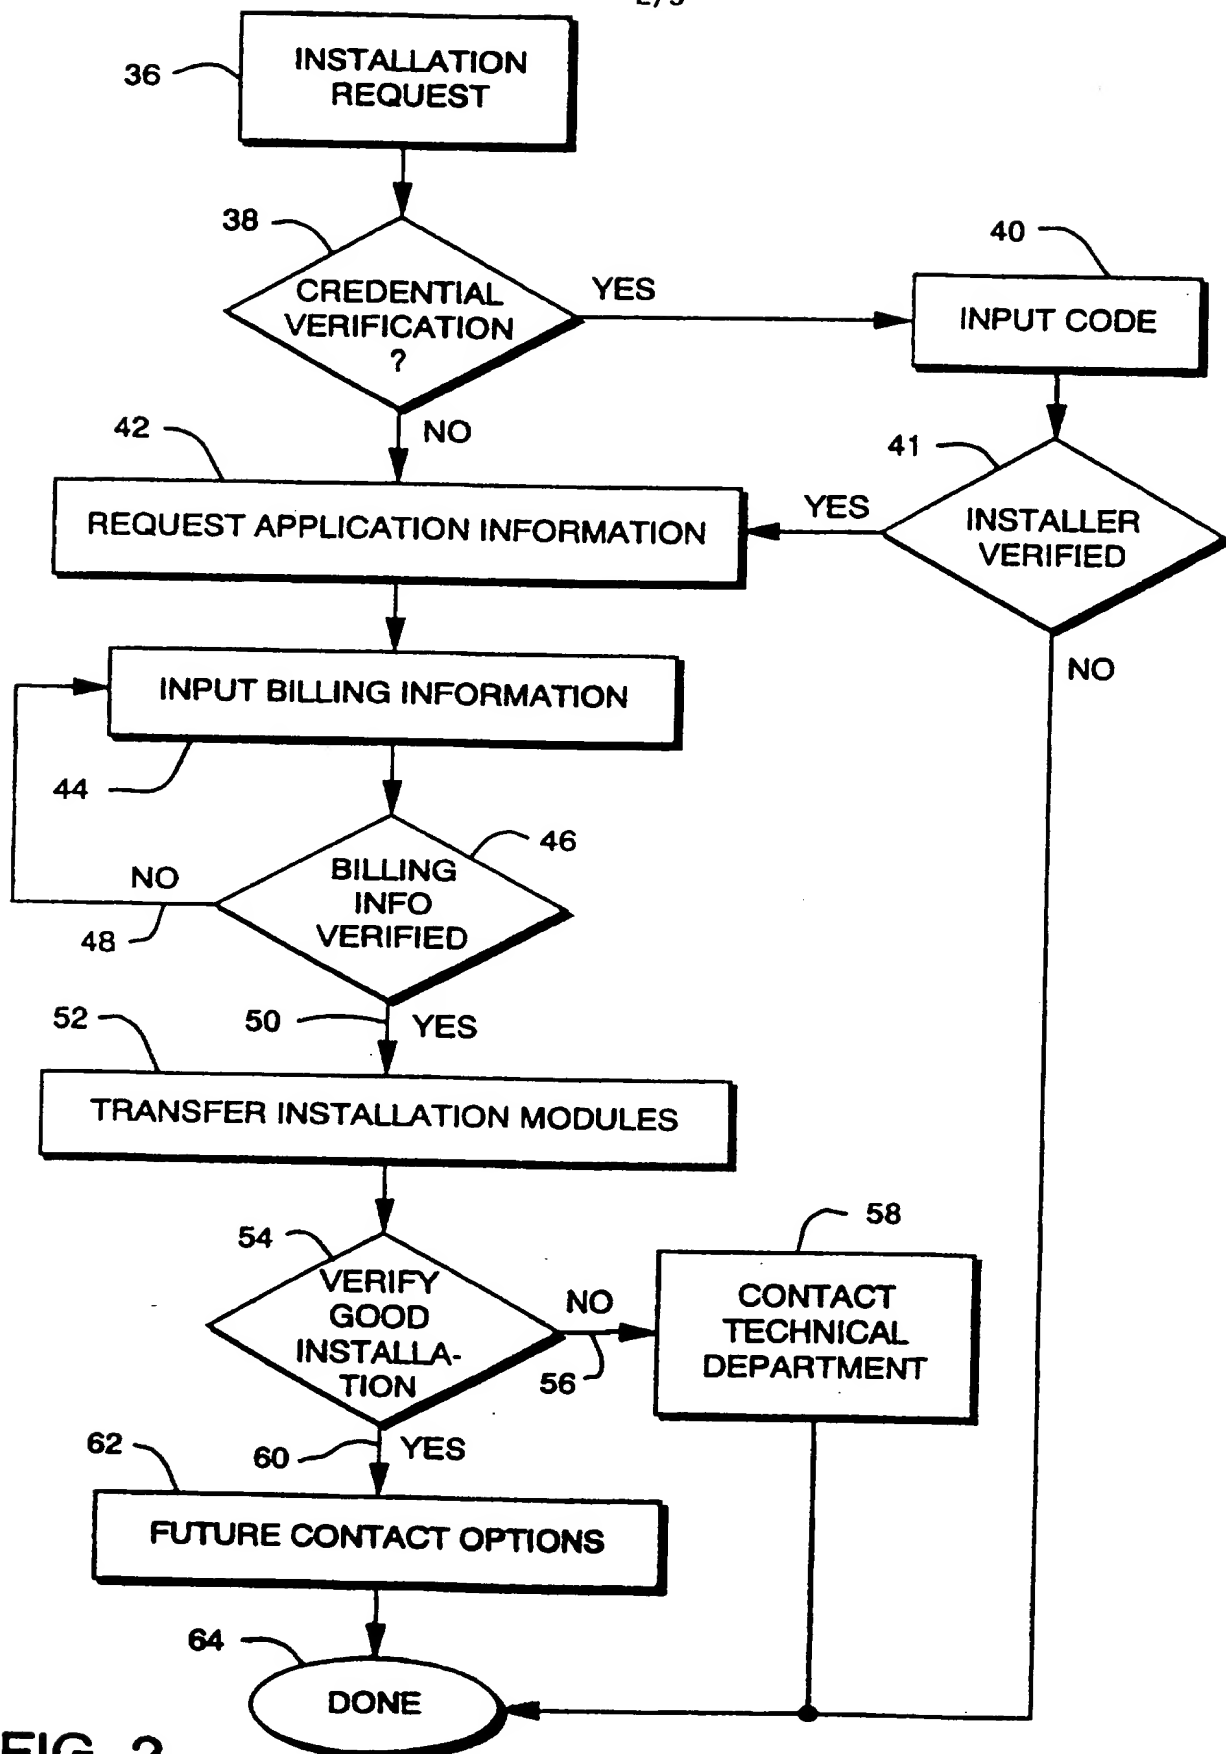 36
INSTALLATION
REQUEST
38
CREDENTIAL
VERIFICATION
?
YES
40
INPUT CODE
NO
42
REQUEST APPLICATION INFORMATION
YES
41
INSTALLER
VERIFIED
NO
INPUT BILLING INFORMATION
44
46
BILLING
INFO
VERIFIED
NO
48
50
YES
52
TRANSFER INSTALLATION MODULES
54
VERIFY
GOOD
INSTALLA-
TION
NO
56
58
CONTACT
TECHNICAL
DEPARTMENT
60
YES
62
FUTURE CONTACT OPTIONS
64
DONE
FIG. 2